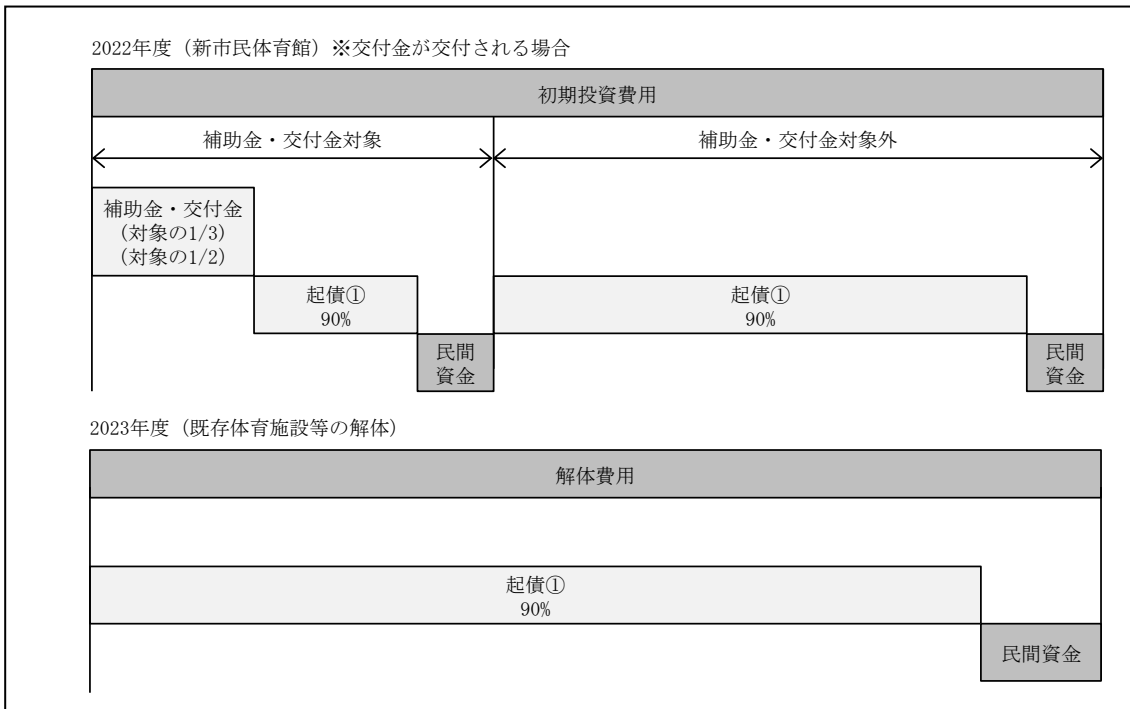 2022年度（新市民体育館）※交付金が交付される場合
初期投資費用
補助金・交付金対象
補助金・交付金対象外
補助金・交付金
（対象の1/3）
（対象の1/2）
起債①
90%
起債①
90%
民間
資金
民間
資金
2023年度（既存体育施設等の解体）
解体費用
起債①
90%
民間資金